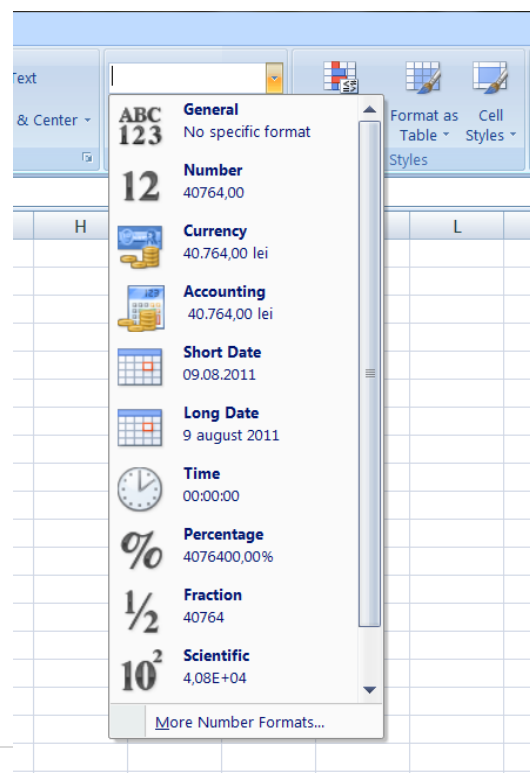 Text
& Center
ABC
123
General
No specific format
12
Number
40764,00
Currency
40.764,00 lei
Accounting
40.764,00 lei
Short Date
09.08.2011
Long Date
9 august 2011
Time
00:00:00
%
Percentage
4076400,00%
1/2
Fraction
40764
10²
Scientific
4,08E+04
More Number Formats...
Format as
Table
Cell
Styles
Styles
H
L